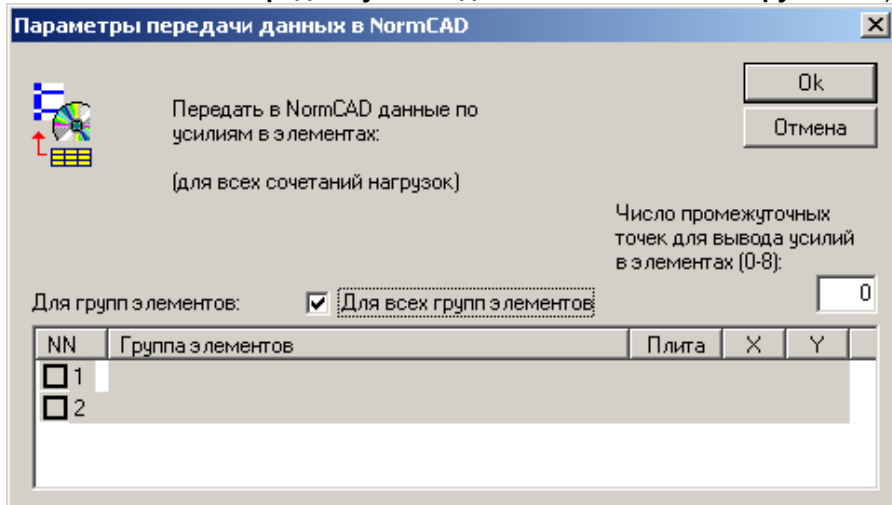 Параметры передачи данных в NormCAD
Ok
Передать в NormCAD данные по
усилиям в элементах:
Отмена
(для всех сочетаний нагрузок)
Число промежуточных
точек для вывода усилий
в элементах (0-8):
0
Для групп элементов:
Для всех групп элементов
NN Группа элементов Плита X Y
1
2